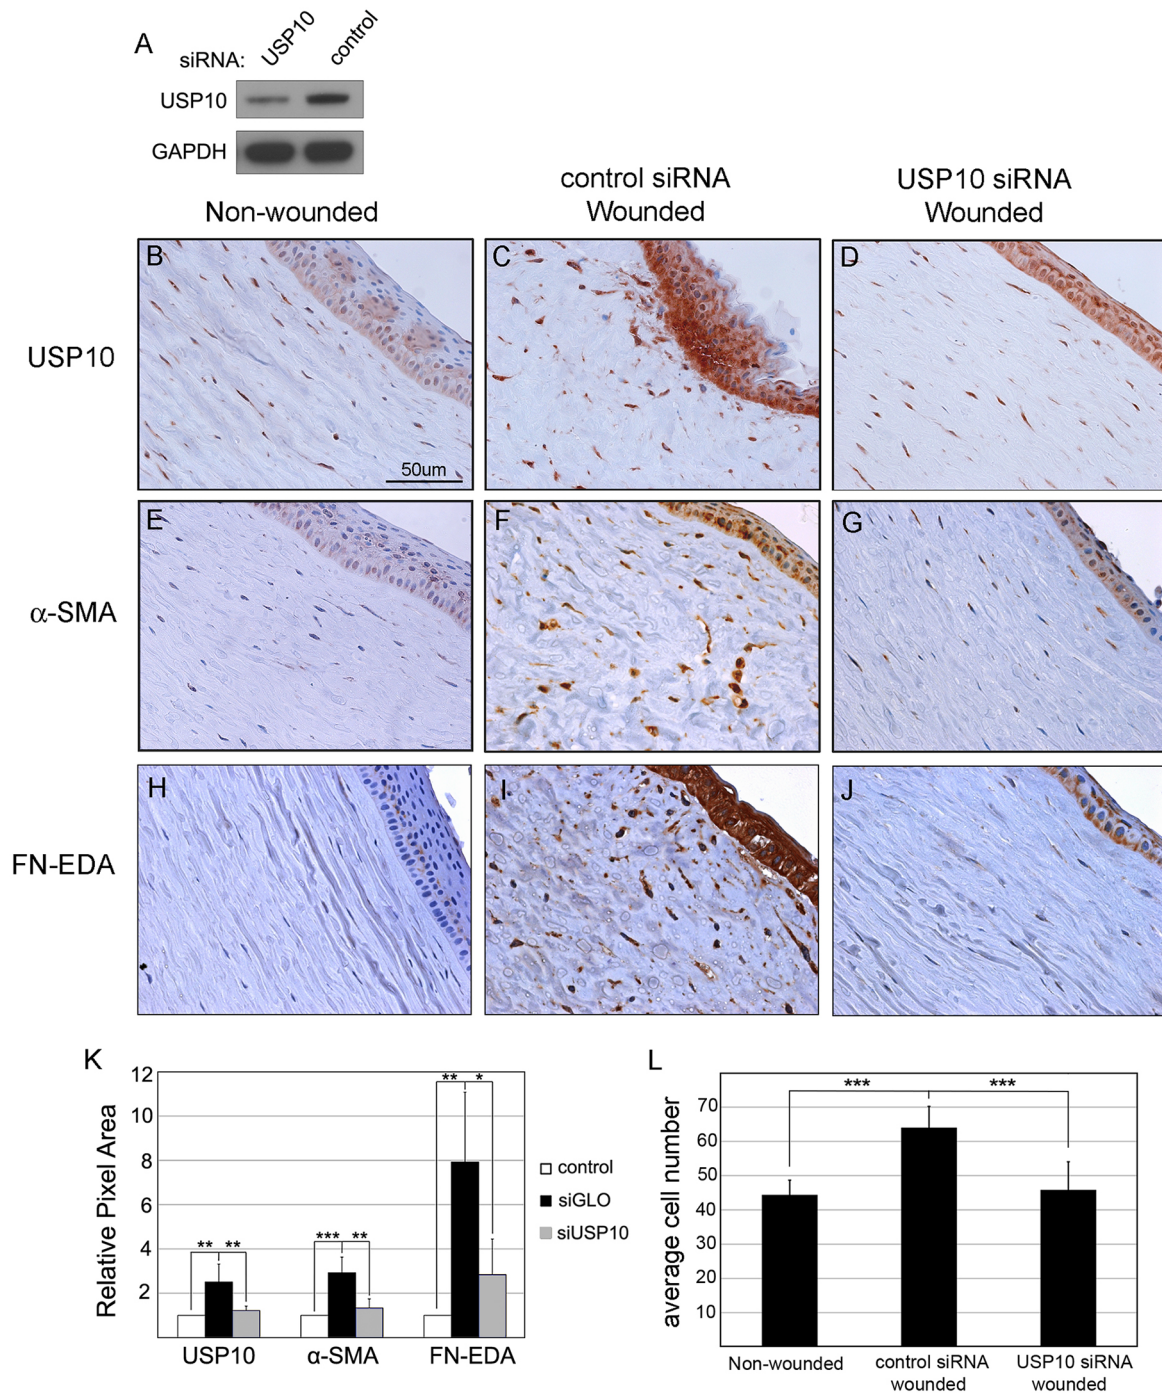 A
siRNA:
USP10
control
USP10
GAPDH
Non-wounded
control siRNA
Wounded
USP10 siRNA
Wounded
USP10
B
50um
C
D
α-SMA
E
F
G
FN-EDA
H
I
J
K
Relative Pixel Area
12
10
8
6
4
2
** **
*** **
** *
USP10
α-SMA
FN-EDA
control
siGLO
siUSP10
L
average cell number
70
60
50
40
30
20
10
*** ***
Non-wounded
control siRNA
wounded
USP10 siRNA
wounded